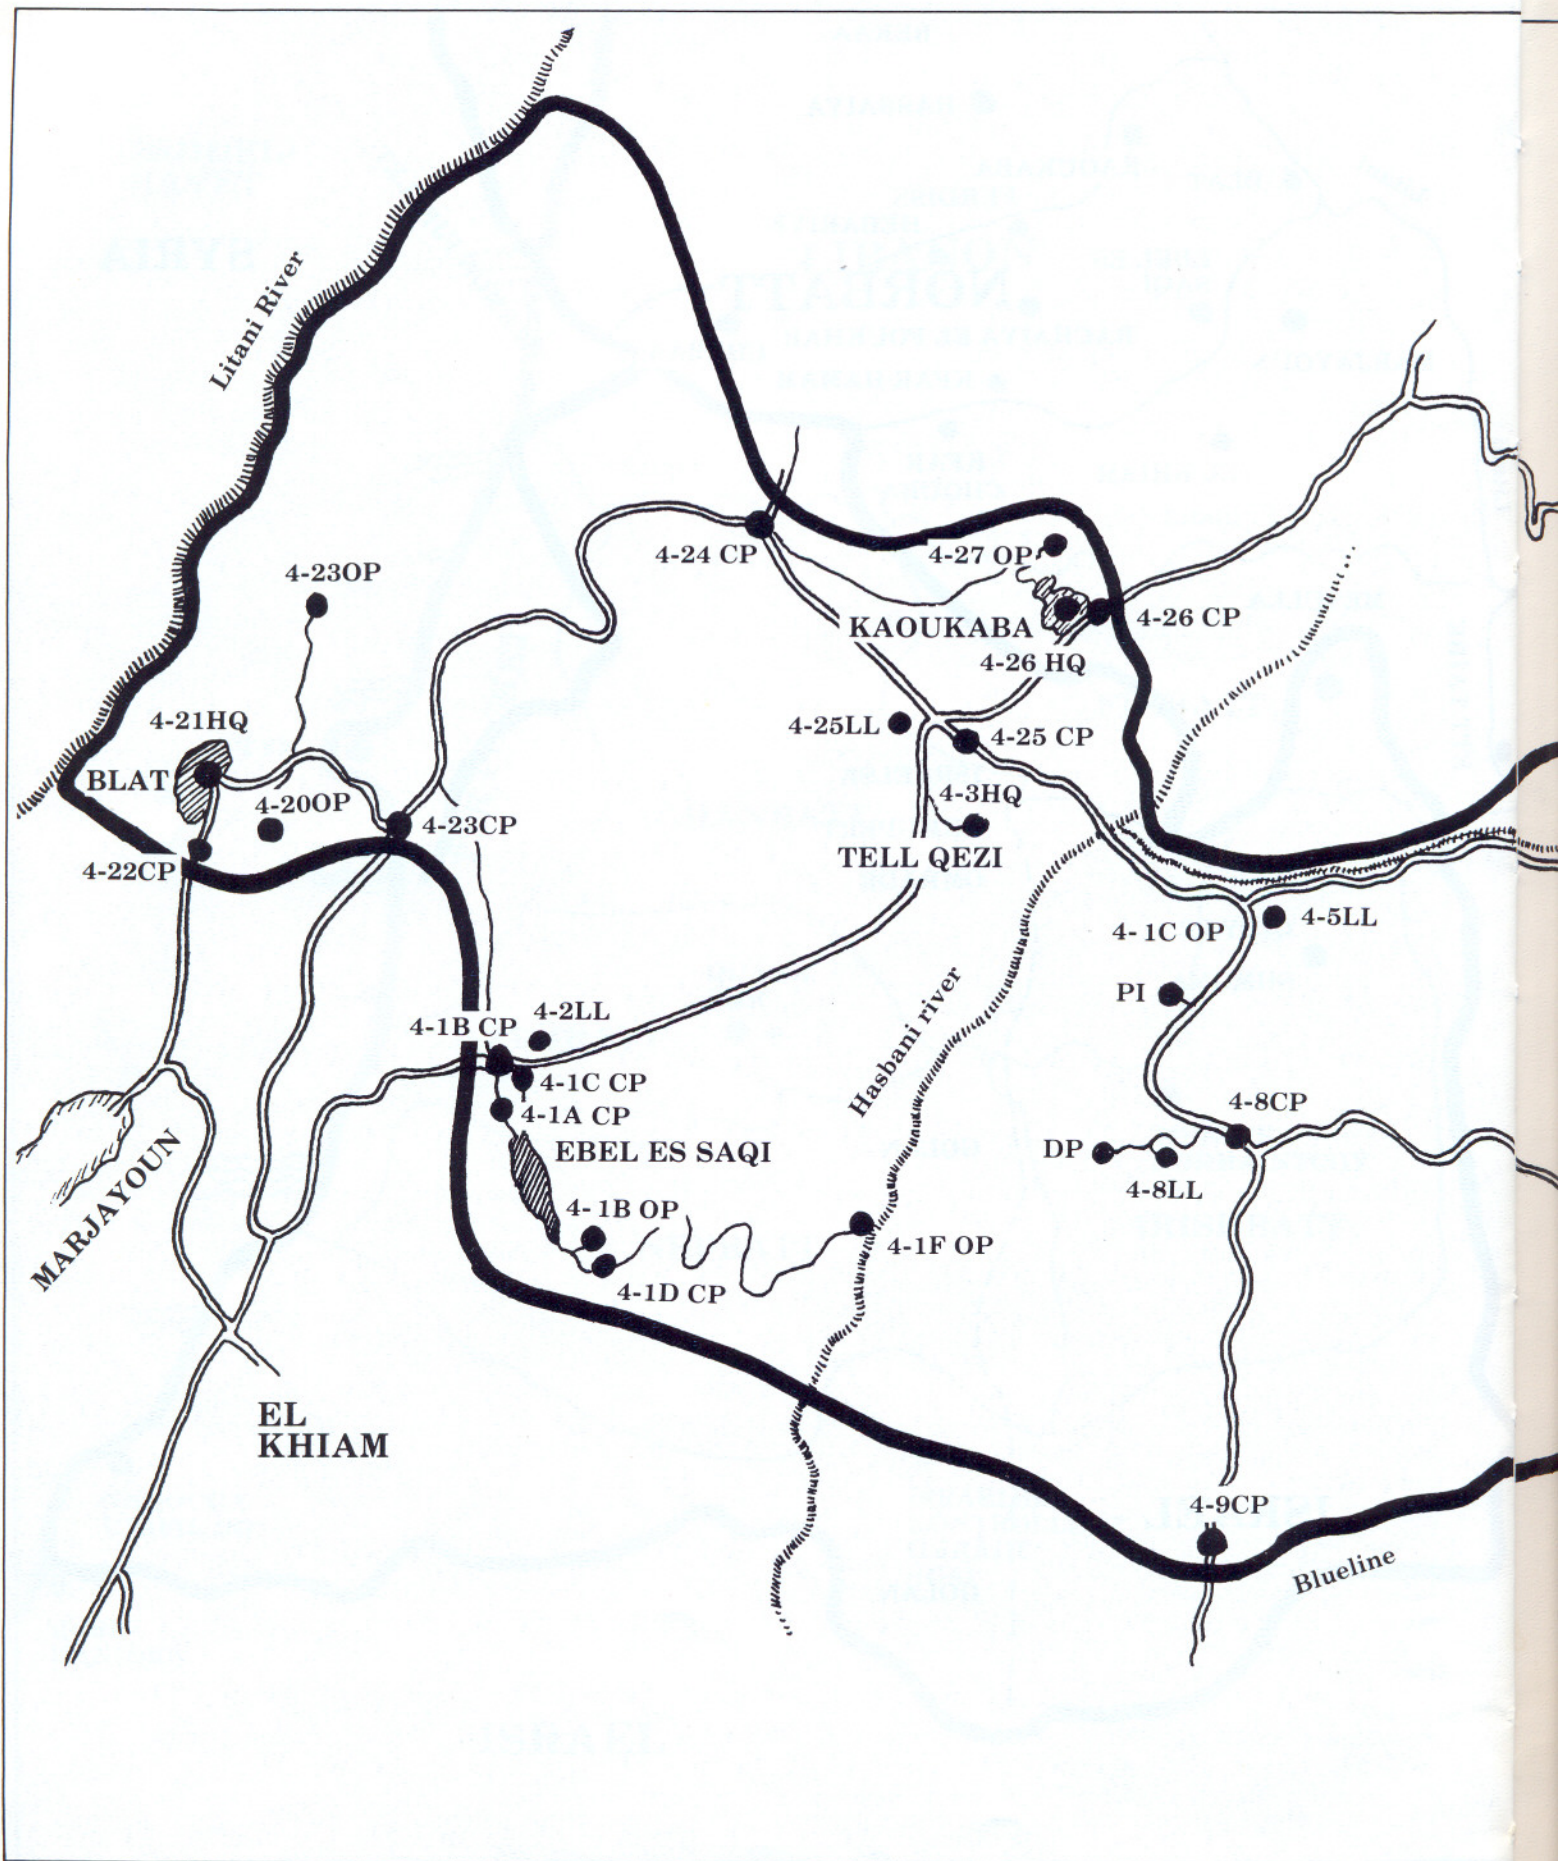 Litani River
4-23OP
4-24 CP
4-27 OP
KAOUKABA
4-26 CP
4-26 HQ
4-21HQ
BLAT
4-20OP
4-23CP
4-22CP
4-25LL
4-25 CP
4-3HQ
TELL QEZI
4-1C OP
4-5LL
PI
4-1B CP
4-2LL
4-1C CP
4-1A CP
Hasbani river
EBEL ES SAQI
4-8CP
DP
4-8LL
MARJAYOUN
4-1B OP
4-1F OP
4-1D CP
EL
KHIAM
4-9CP
Blueline